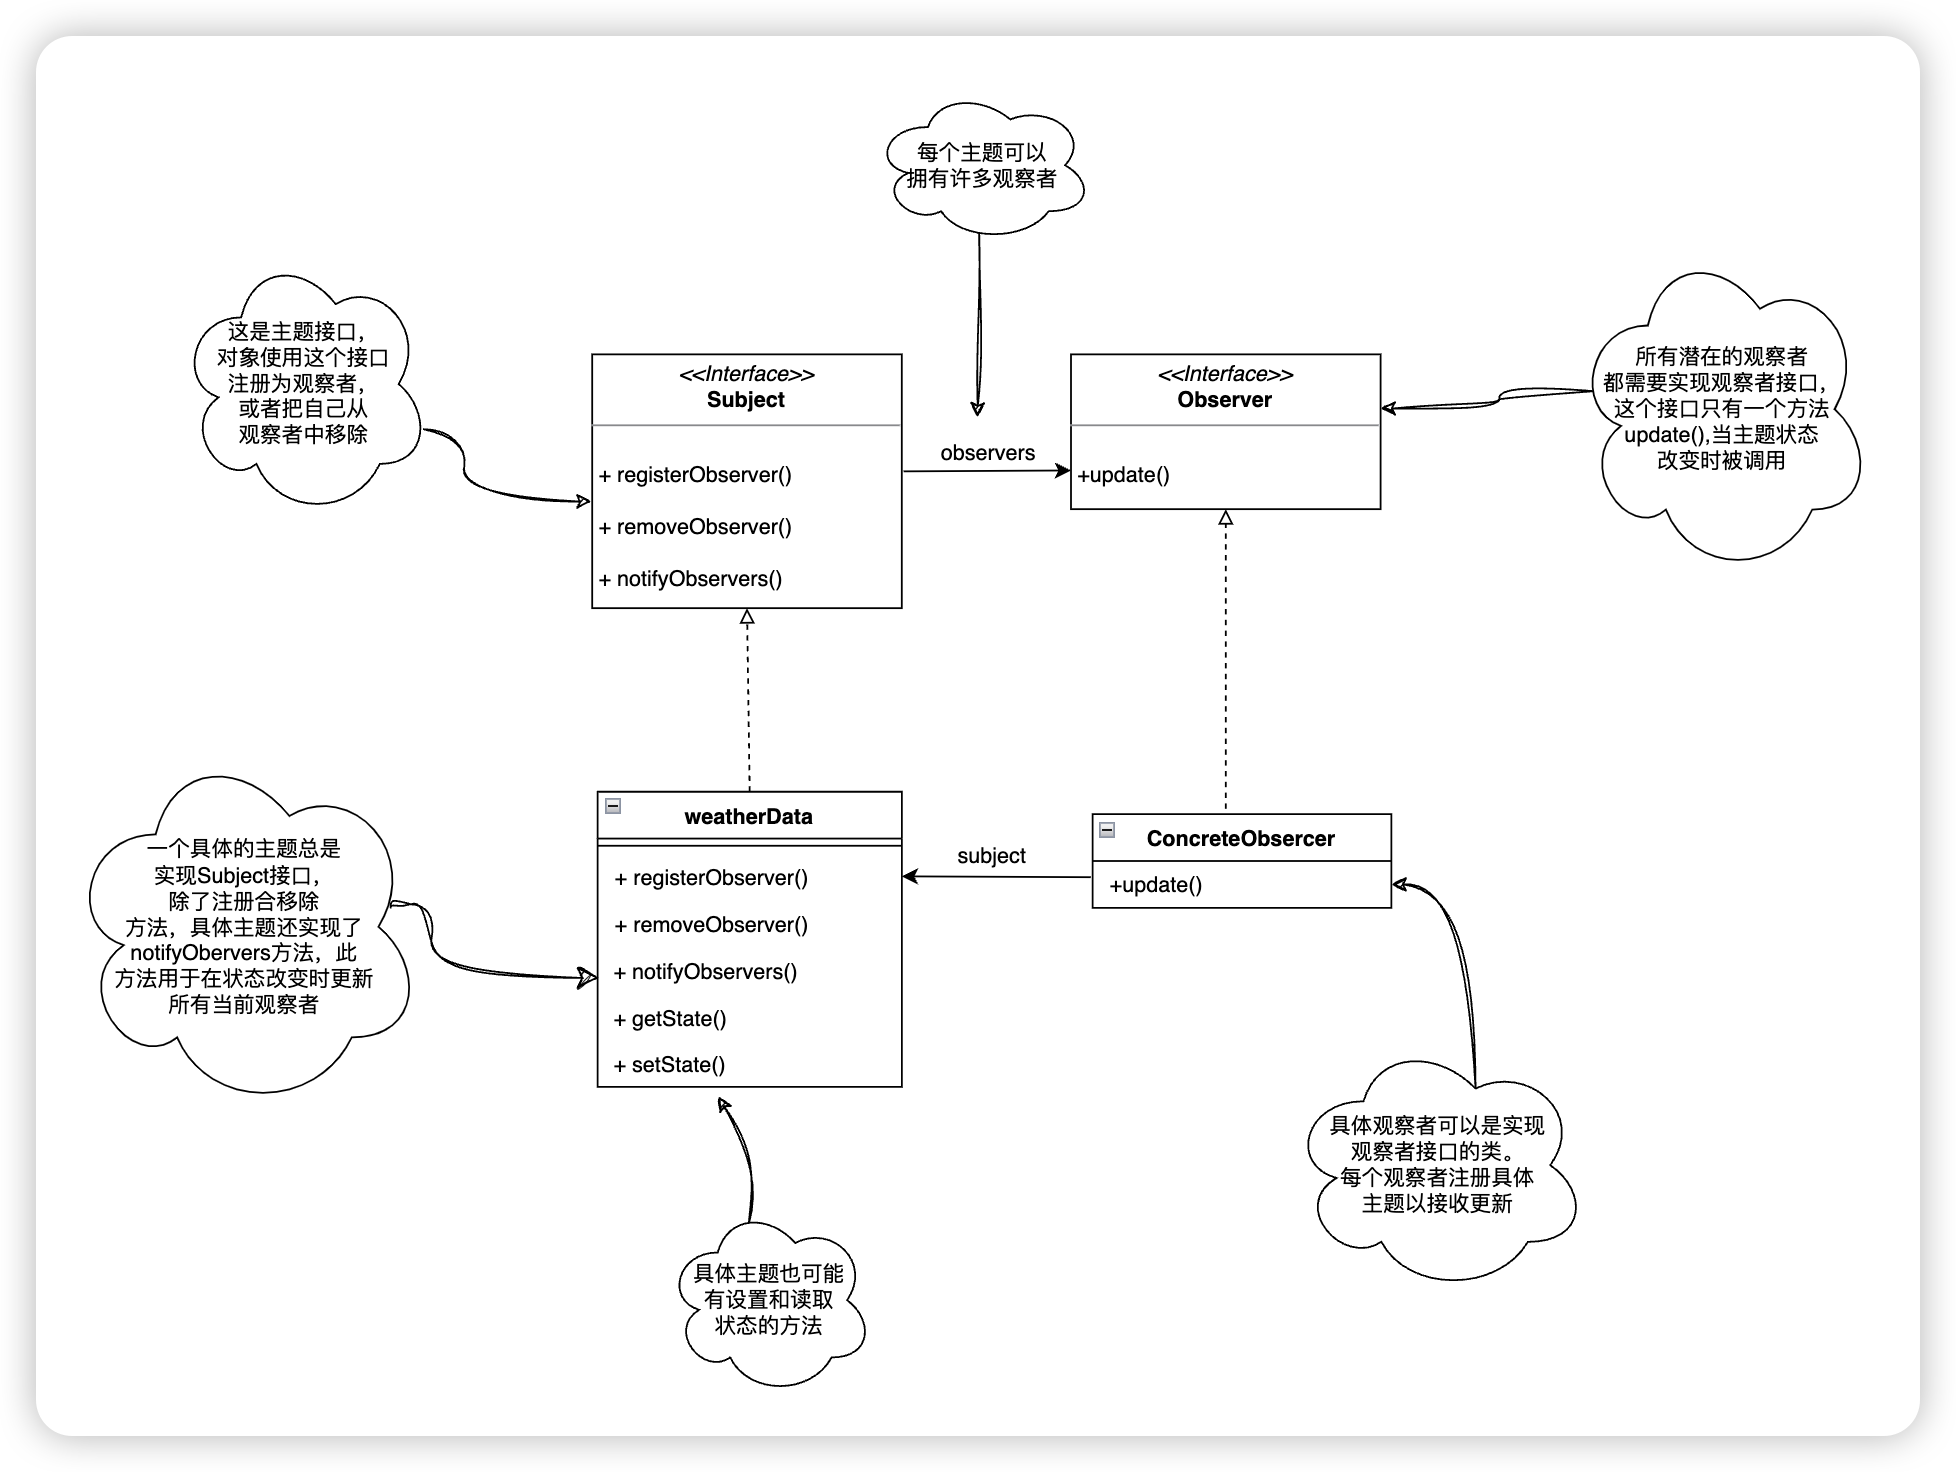 每个主题可以
拥有许多观察者
这是主题接口，
对象使用这个接口
注册为观察者，
或者把自己从
观察者中移除
<<Interface>>
Subject
+ registerObserver()
+ removeObserver()
+ notifyObservers()
observers
<<Interface>>
Observer
+update()
所有潜在的观察者
都需要实现观察者接口，
这个接口只有一个方法
update(),当主题状态
改变时被调用
一个具体的主题总是
实现Subject接口，
除了注册合移除
方法，具体主题还实现了
notifyObervers方法，此
方法用于在状态改变时更新
所有当前观察者
weatherData
+ registerObserver()
+ removeObserver()
+ notifyObservers()
+ getState()
+ setState()
subject
ConcreteObsercer
+update()
具体观察者可以是实现
观察者接口的类。
每个观察者注册具体
主题以接收更新
具体主题也可能
有设置和读取
状态的方法